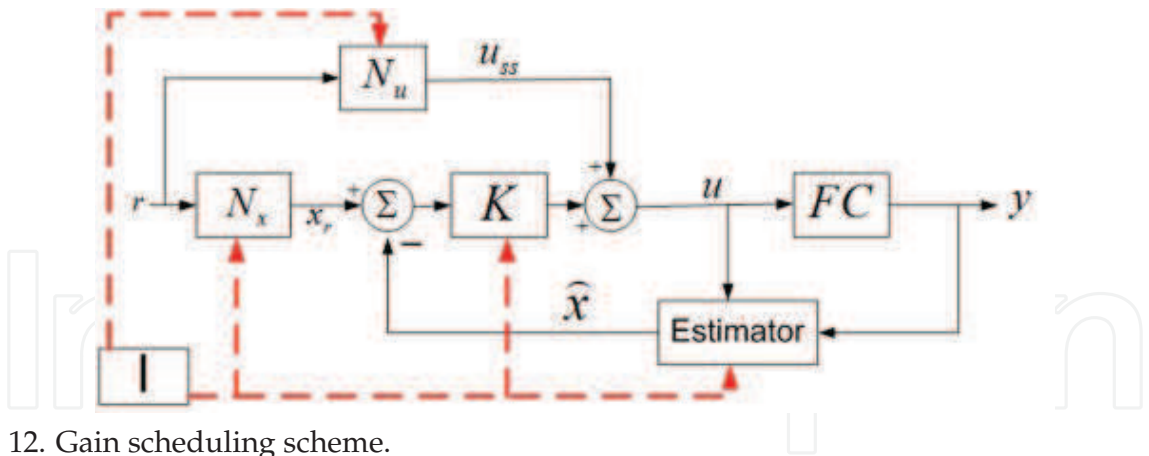 N_u
u_ss
+
r
N_x
x_r
+
Σ
−
K
+
+
Σ
u
FC
y
x̂
Estimator
I
12. Gain scheduling scheme.